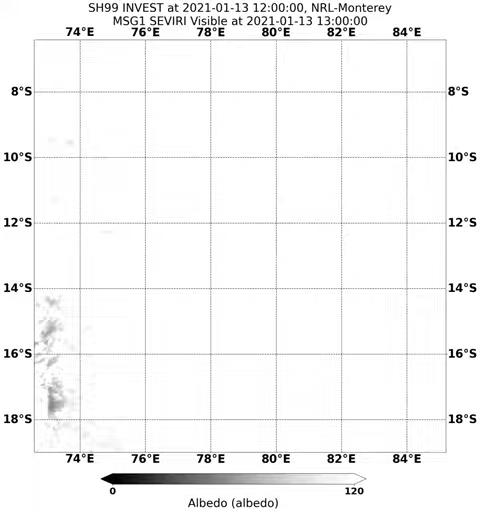 SH99 INVEST at 2021-01-13 12:00:00, NRL-Monterey
MSG1 SEVIRI Visible at 2021-01-13 13:00:00
74°E 76°E 78°E 80°E 82°E 84°E
8°S 8°S
10°S 10°S
12°S 12°S
14°S 14°S
16°S 16°S
18°S 18°S
74°E 76°E 78°E 80°E 82°E 84°E
0 120
Albedo (albedo)